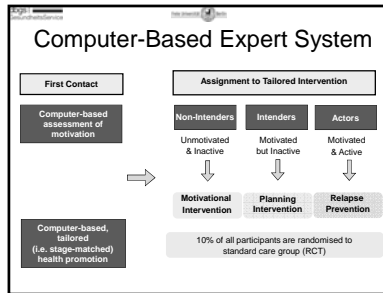 GesundheitsService
Computer-Based Expert System
First Contact
Assignment to Tailored Intervention
Computer-based
assessment of
motivation
Non-Intenders
Intenders
Actors
Unmotivated
& Inactive
Motivated
but Inactive
Motivated
& Active
Motivational
Intervention
Planning
Intervention
Relapse
Prevention
Computer-based,
tailored
(i.e. stage-matched)
health promotion
10% of all participants are randomised to
standard care group (RCT)